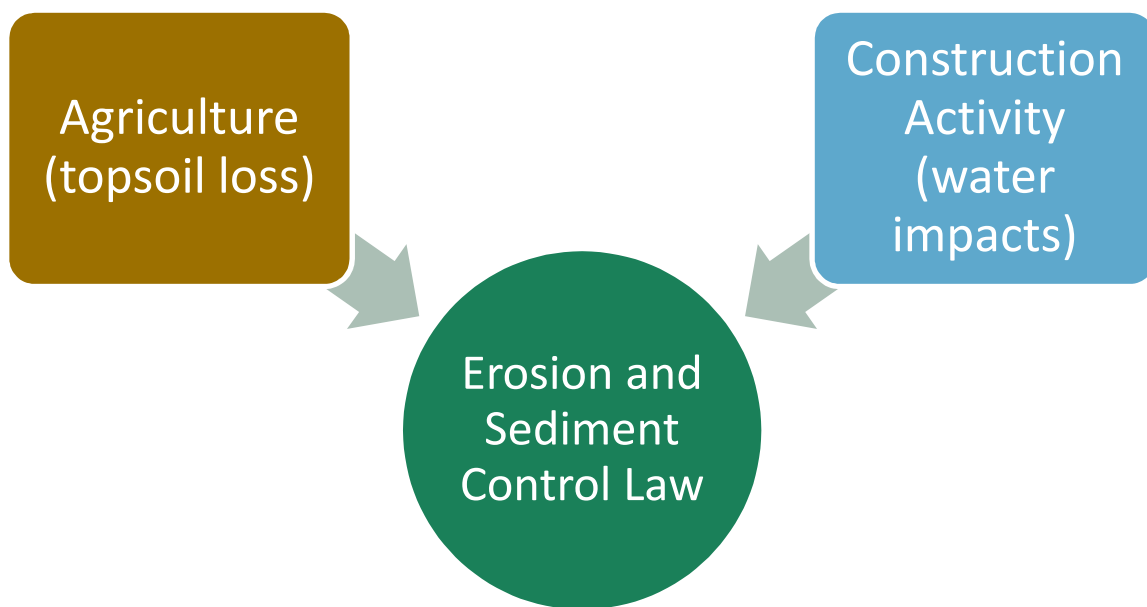 Agriculture
(topsoil loss)
Construction
Activity
(water
impacts)
Erosion and
Sediment
Control Law